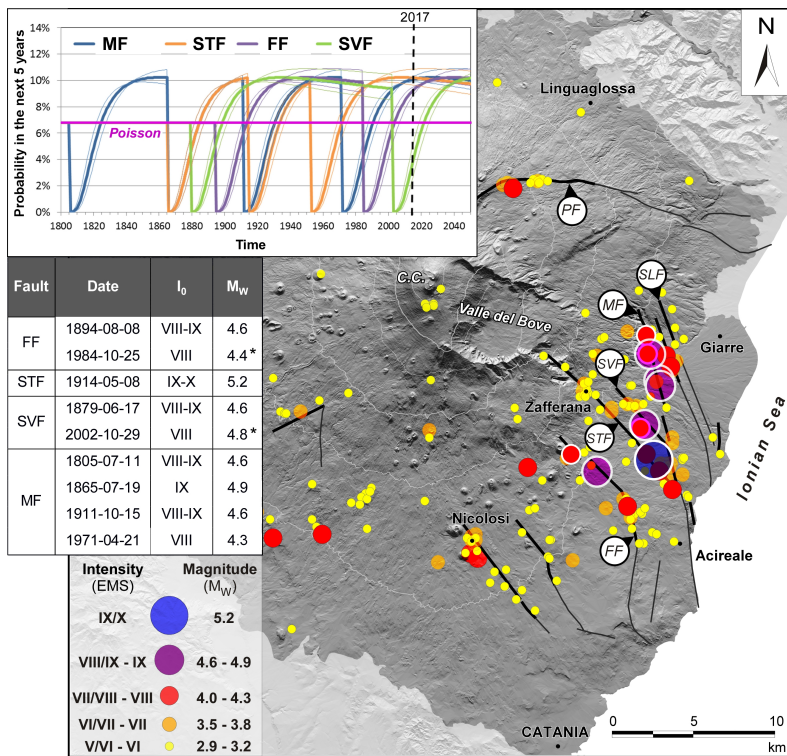 2017
14%
12%
10%
8%
6%
4%
2%
0%
Probability in the next 5 years
MF STF FF SVF
Poisson
1800 1820 1840 1860 1880 1900 1920 1940 1960 1980 2000 2020 2040
Time
N
Linguaglossa
PF
C.C.
Valle del Bove
SLF
MF
Giarre
SVF
Zafferana
STF
Ionian Sea
Nicolosi
FF
Acireale
CATANIA
0 5 10
km
Fault Date I0 MW
FF
1894-08-08 VIII-IX 4.6
1984-10-25 VIII 4.4*
STF 1914-05-08 IX-X 5.2
SVF
1879-06-17 VIII-IX 4.6
2002-10-29 VIII 4.8*
MF
1805-07-11 VIII-IX 4.6
1865-07-19 IX 4.9
1911-10-15 VIII-IX 4.6
1971-04-21 VIII 4.3
Intensity Magnitude
(EMS) (MW)
IX/X 5.2
VIII/IX - IX 4.6 - 4.9
VII/VIII - VIII 4.0 - 4.3
VI/VII - VII 3.5 - 3.8
V/VI - VI 2.9 - 3.2